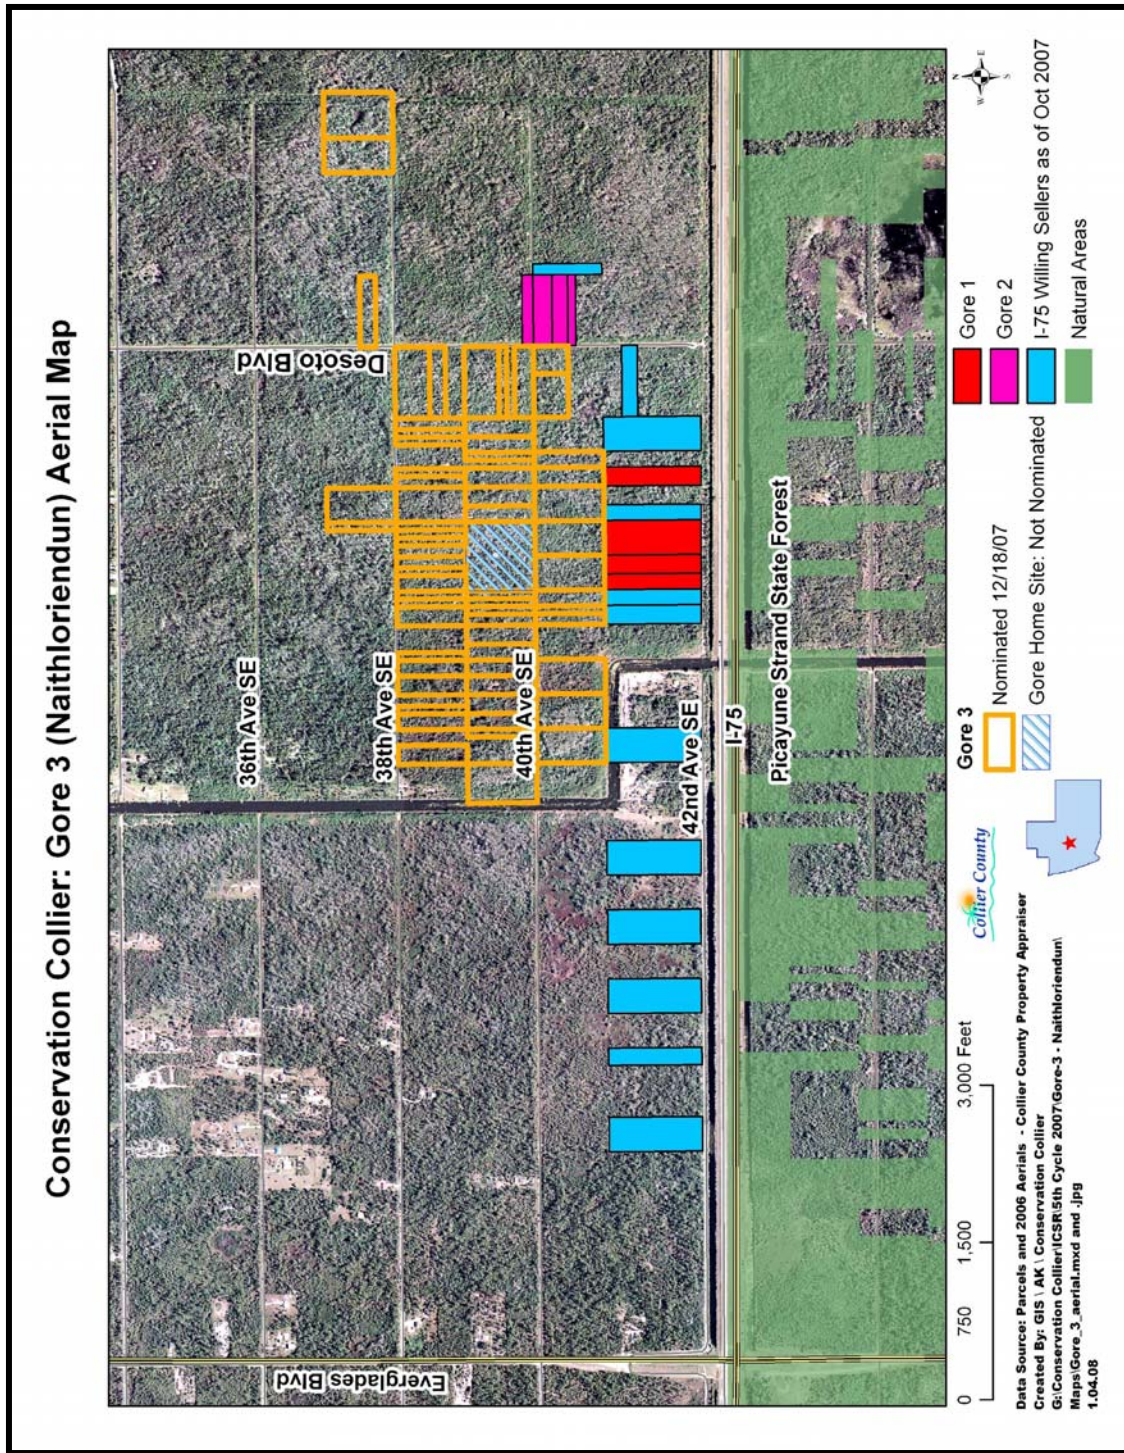 Conservation Collier: Gore 3 (Naithloriendun) Aerial Map
Everglades Blvd
Desoto Blvd
36th Ave SE
38th Ave SE
40th Ave SE
42nd Ave SE
I-75
Picayune Strand State Forest
0 750 1,500 3,000 Feet
Data Source: Parcels and 2006 Aerials - Collier County Property Appraiser
Created By: GIS \ AK \ Conservation Collier
G:\Conservation Collier\ICSR\5th Cycle 2007\Gore-3 - Naithloriendun\
Maps\Gore_3_aerial.mxd and .jpg
1.04.08
Collier County
Gore 3
Nominated 12/18/07
Gore Home Site: Not Nominated
Gore 1
Gore 2
I-75 Willing Sellers as of Oct 2007
Natural Areas
N
W E
S